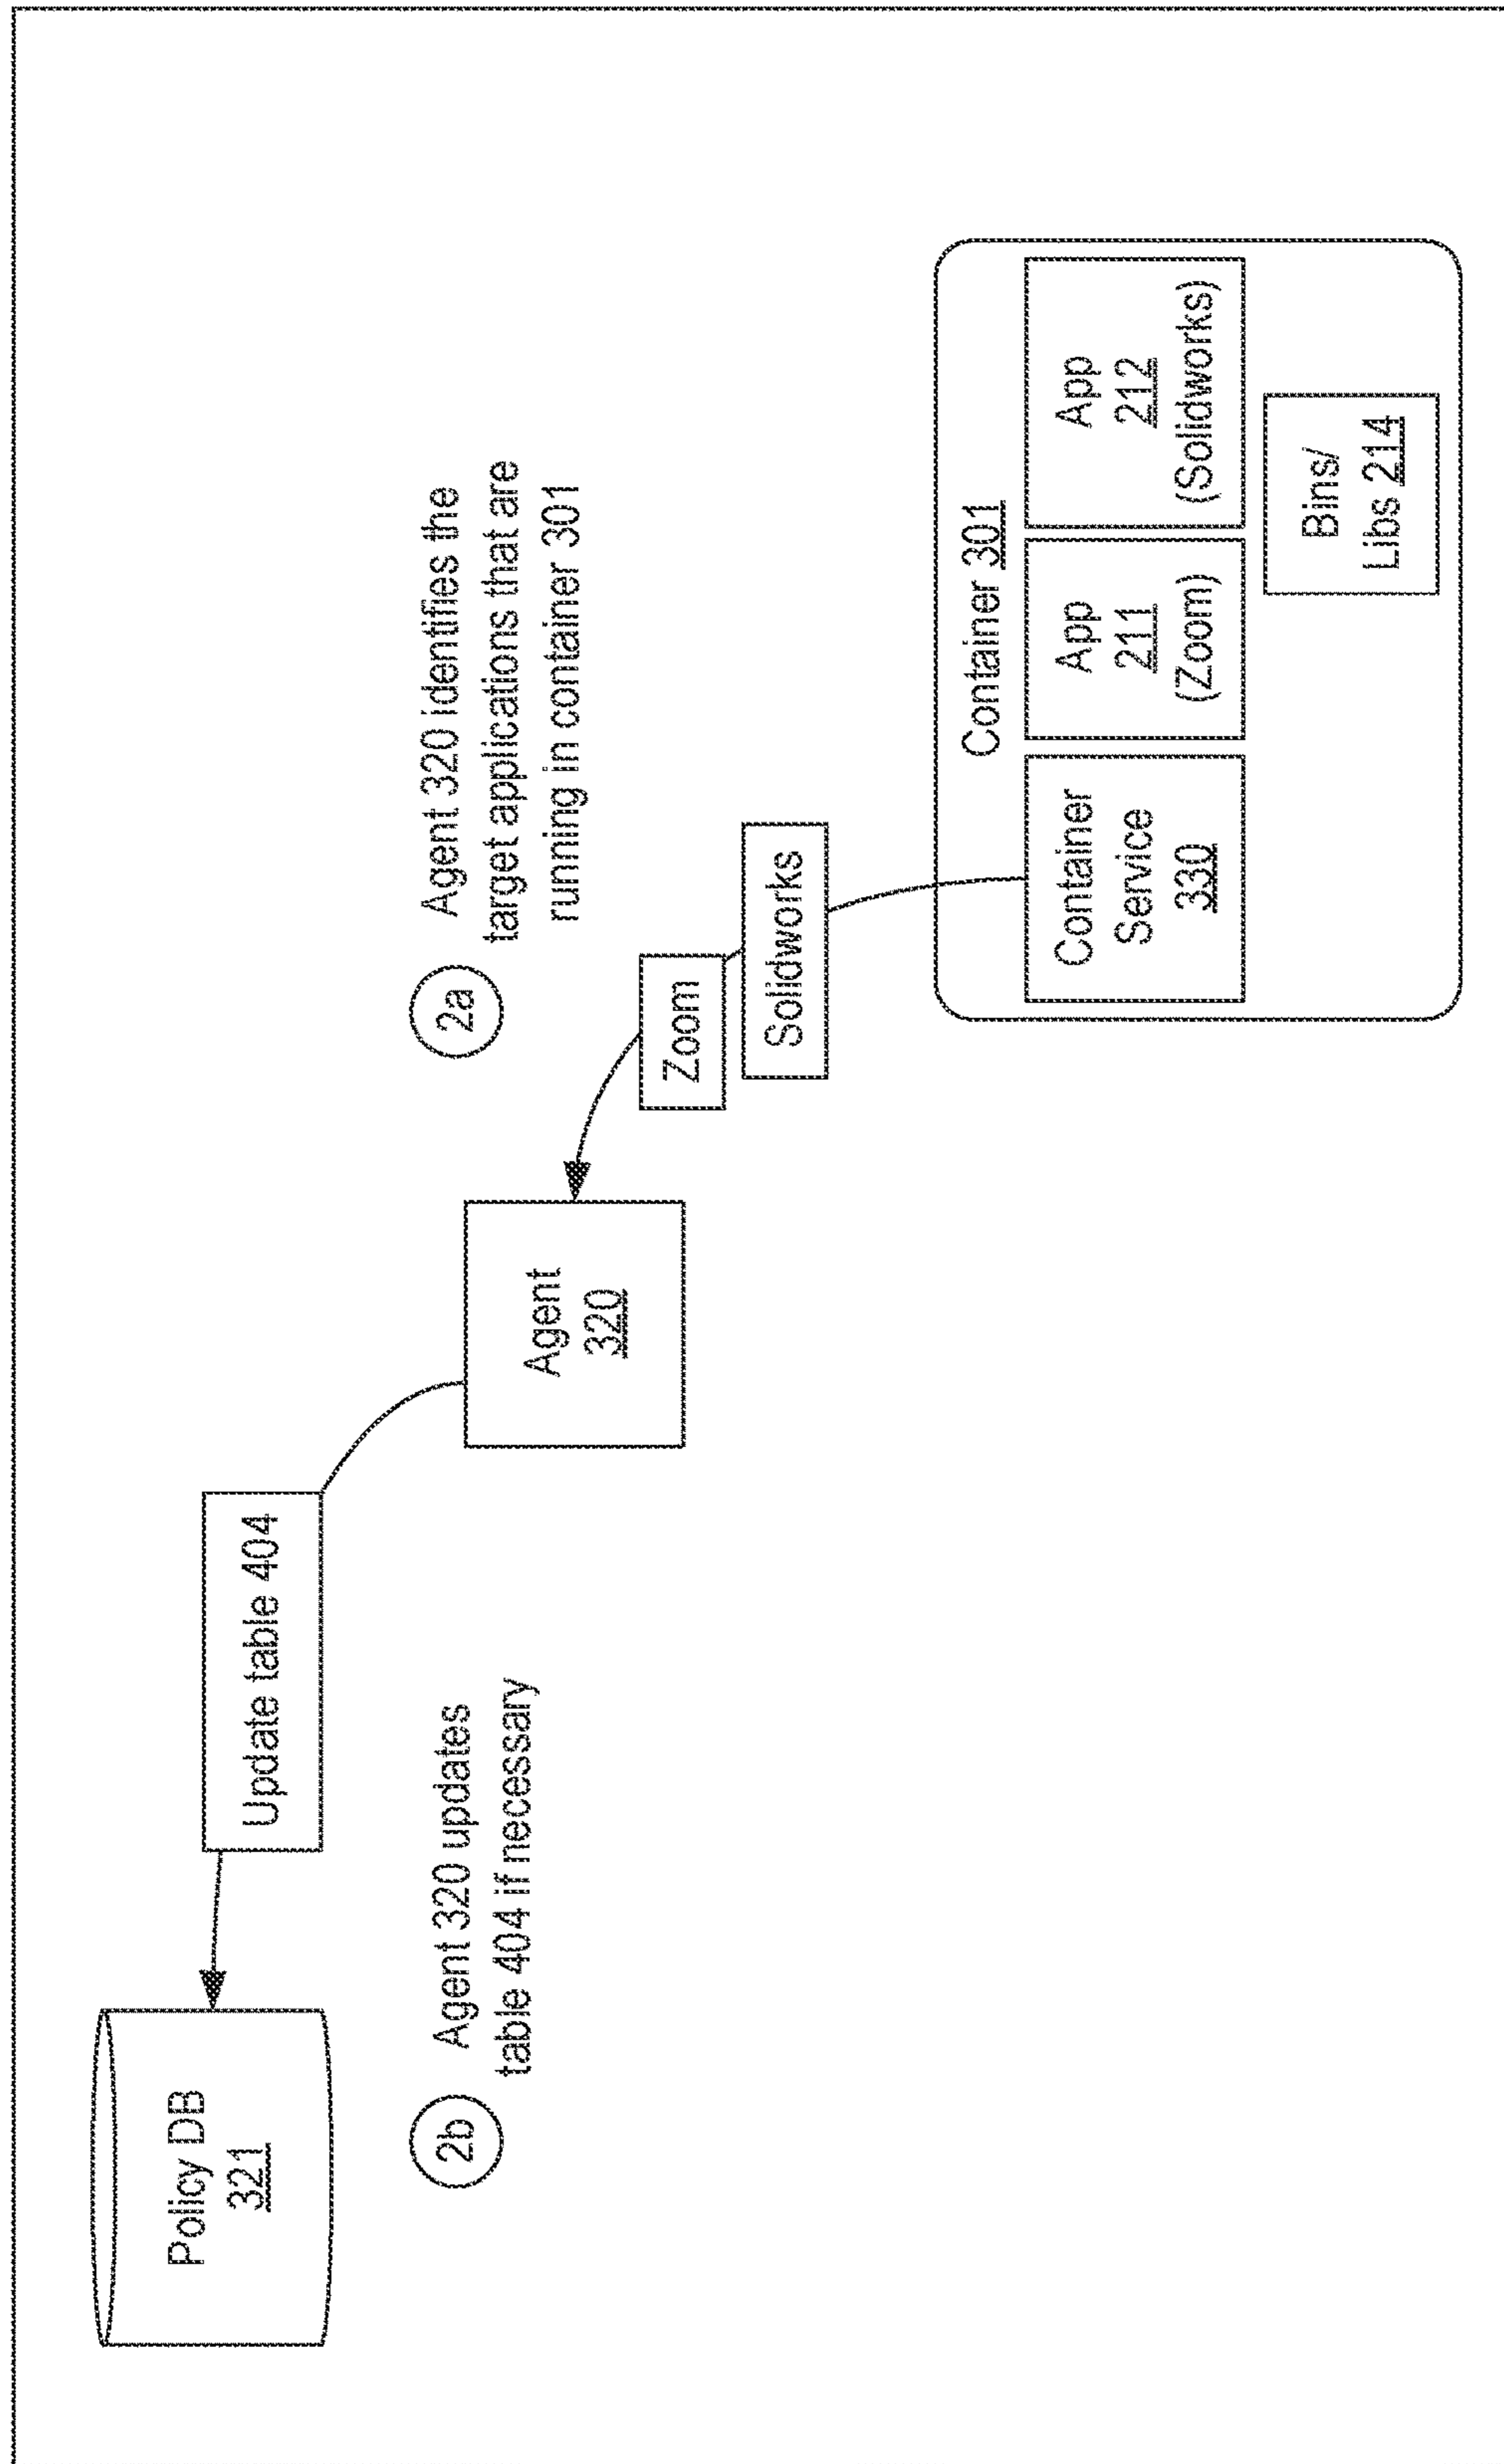 Policy DB
321
Update table 404
2b
Agent 320 updates
table 404 if necessary
Agent
320
2a
Agent 320 identifies the
target applications that are
running in container 301
Zoom
Solidworks
Container 301
Container
Service
330
App
211
(Zoom)
App
212
(Solidworks)
Bins/
Libs 214